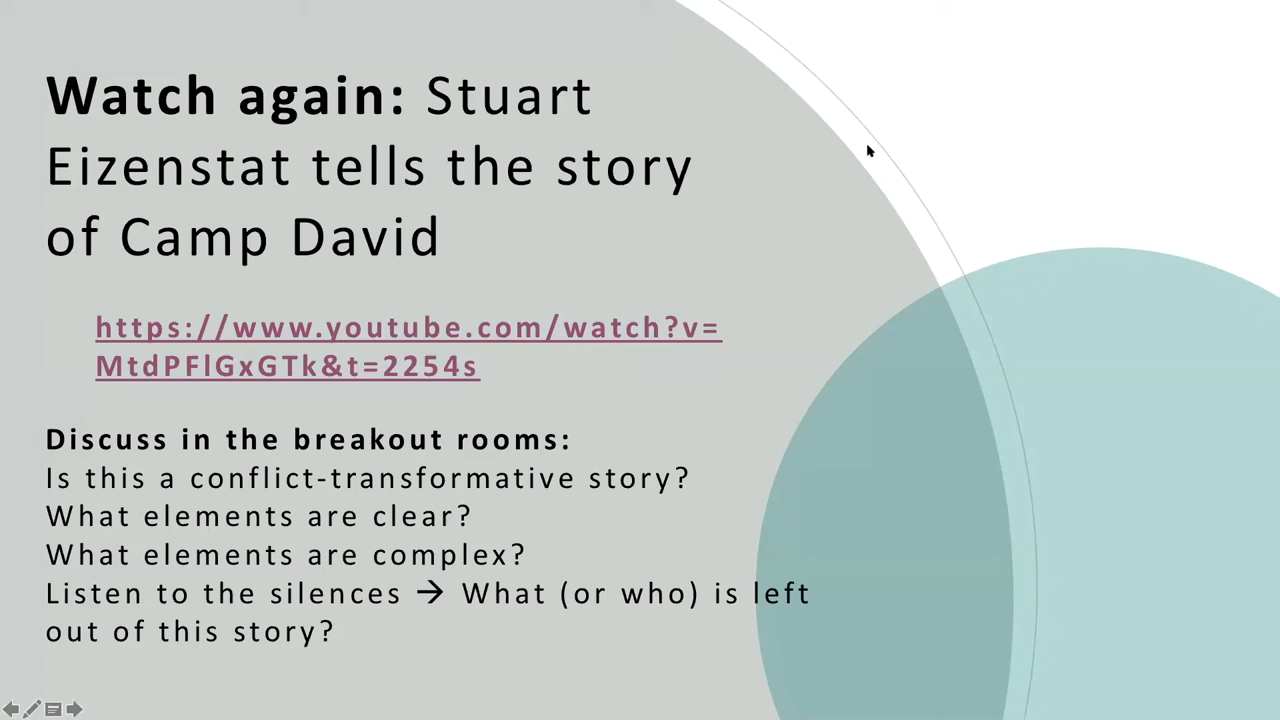 Watch again: Stuart
Eizenstat tells the story
of Camp David
https://www.youtube.com/watch?v=
MtdPFlGxGTk&t=2254s
Discuss in the breakout rooms:
Is this a conflict-transformative story?
What elements are clear?
What elements are complex?
Listen to the silences → What (or who) is left
out of this story?